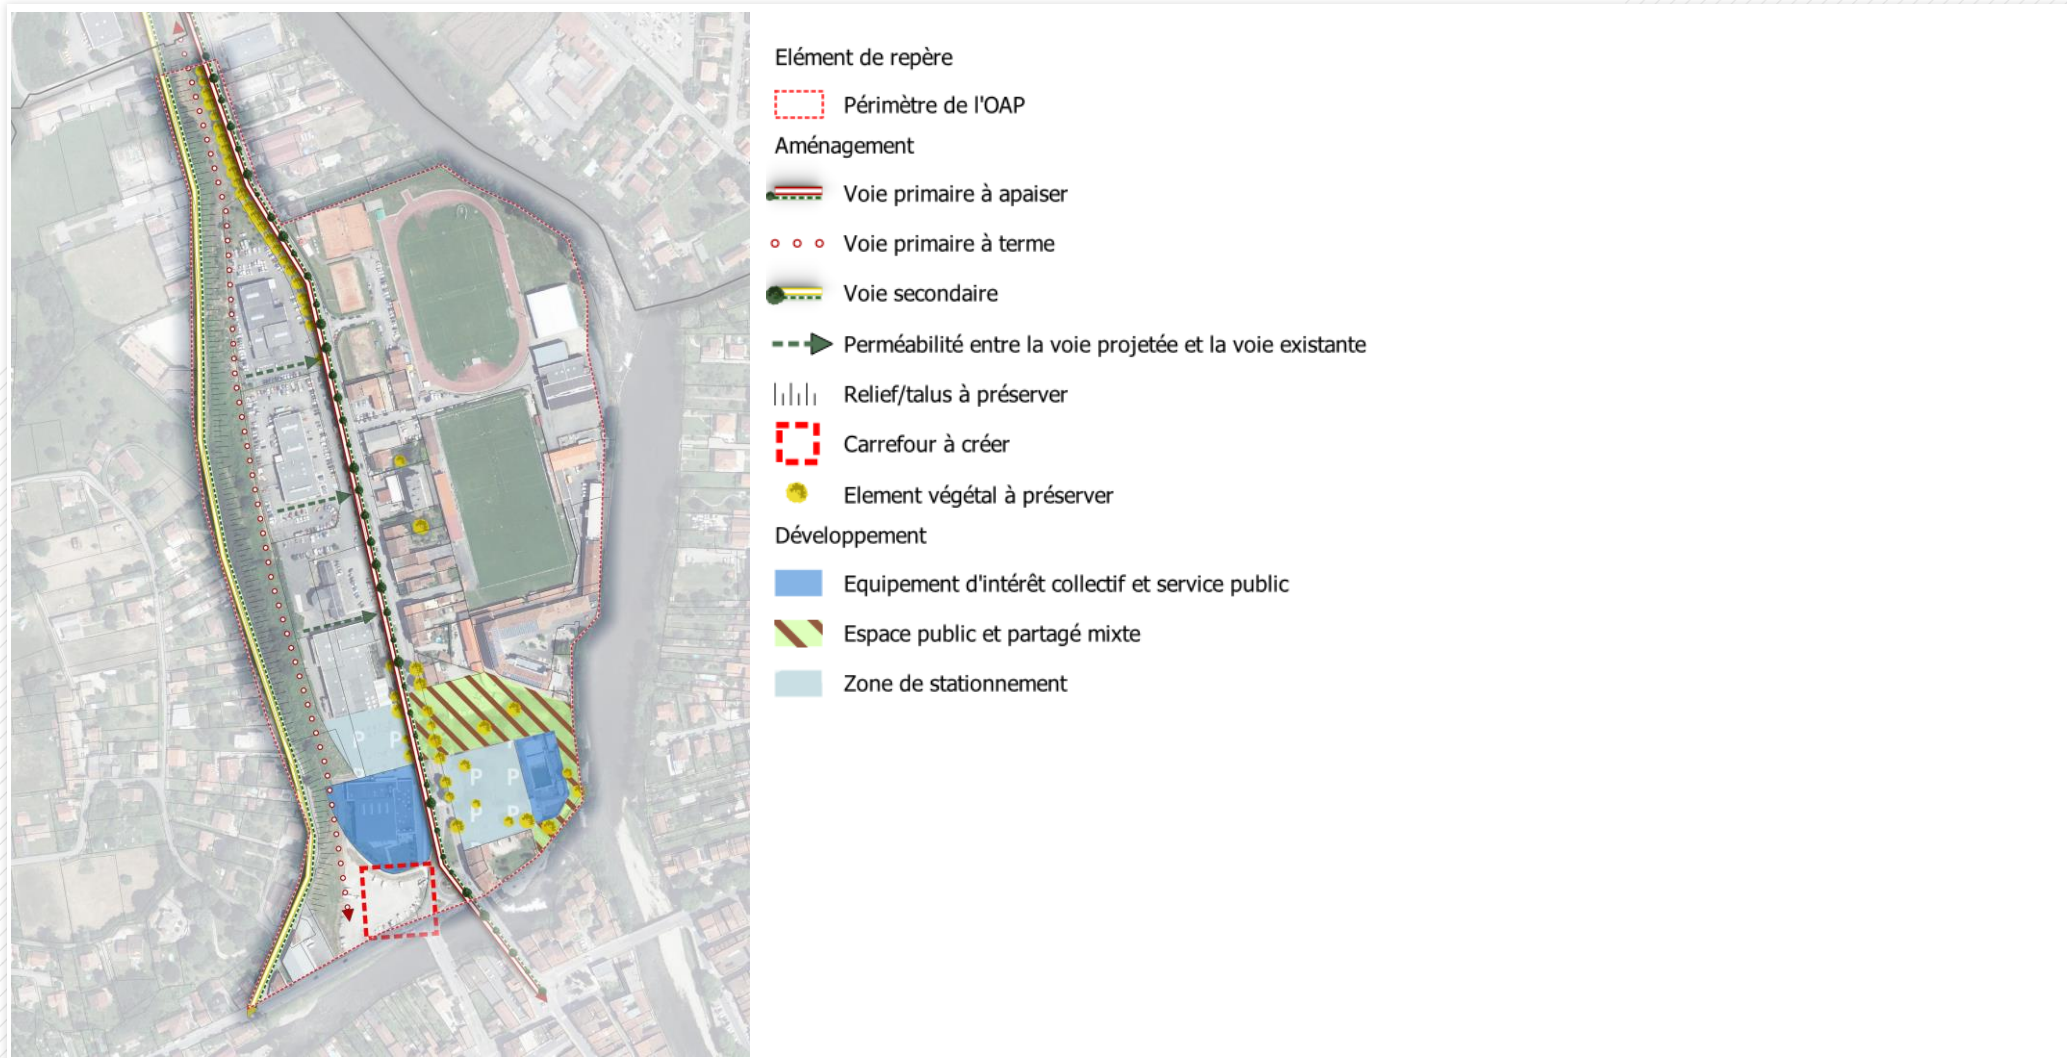 Elément de repère
Périmètre de l'OAP
Aménagement
Voie primaire à apaiser
Voie primaire à terme
Voie secondaire
Perméabilité entre la voie projetée et la voie existante
Relief/talus à préserver
Carrefour à créer
Element végétal à préserver
Développement
Equipement d'intérêt collectif et service public
Espace public et partagé mixte
Zone de stationnement
P P
P P
P P